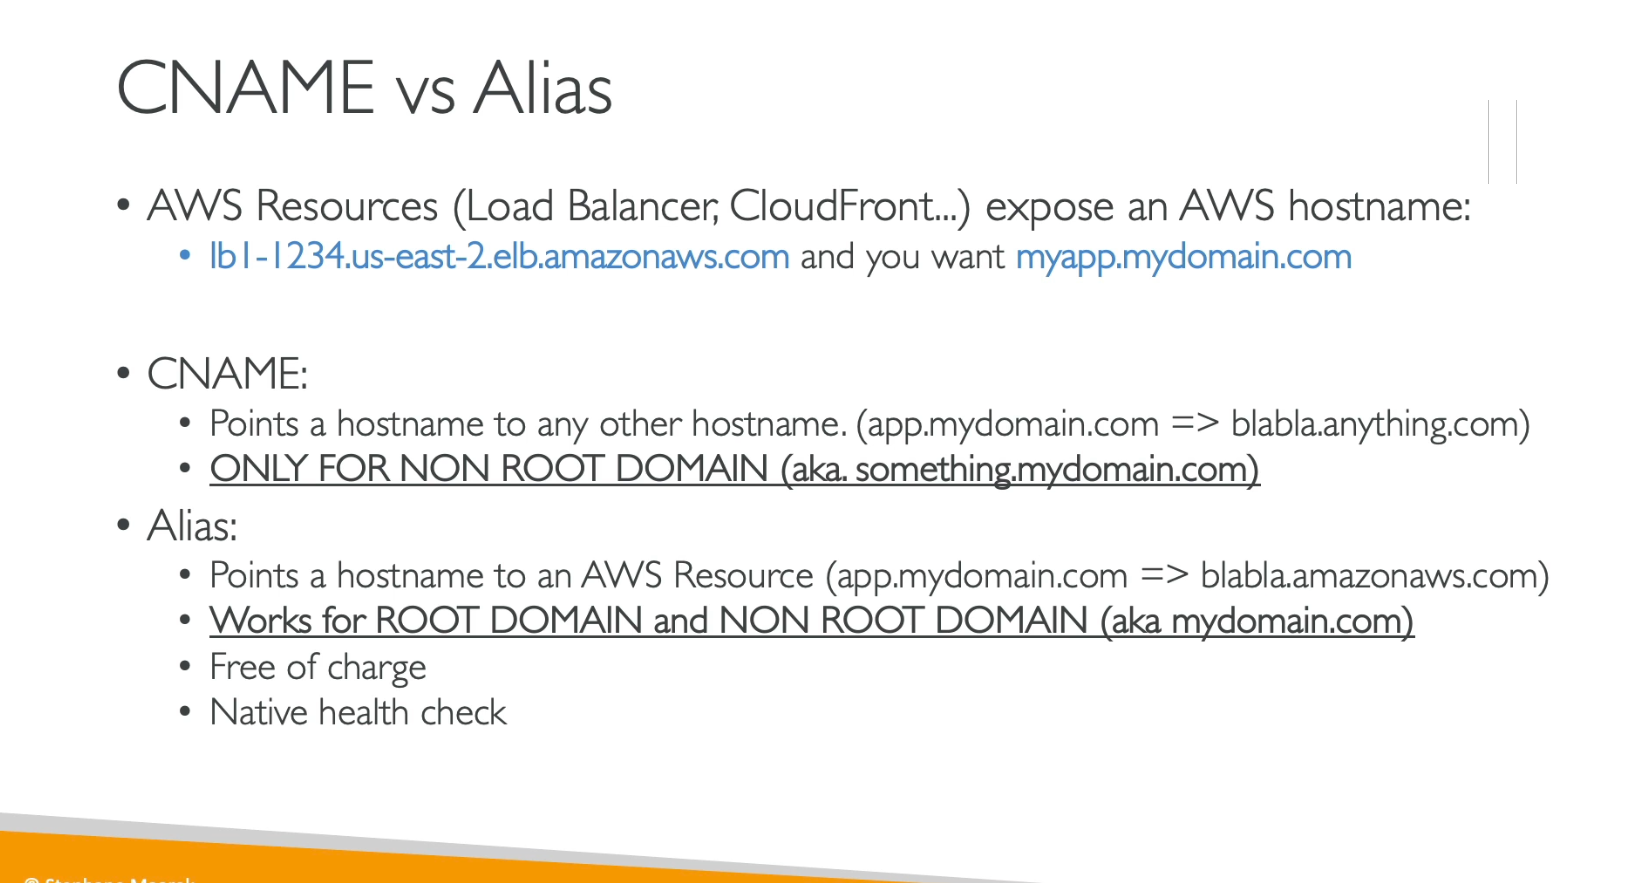 CNAME vs Alias
• AWS Resources (Load Balancer, CloudFront...) expose an AWS hostname:
• lb1-1234.us-east-2.elb.amazonaws.com and you want myapp.mydomain.com
• CNAME:
• Points a hostname to any other hostname. (app.mydomain.com => blabla.anything.com)
• ONLY FOR NON ROOT DOMAIN (aka. something.mydomain.com)
• Alias:
• Points a hostname to an AWS Resource (app.mydomain.com => blabla.amazonaws.com)
• Works for ROOT DOMAIN and NON ROOT DOMAIN (aka mydomain.com)
• Free of charge
• Native health check